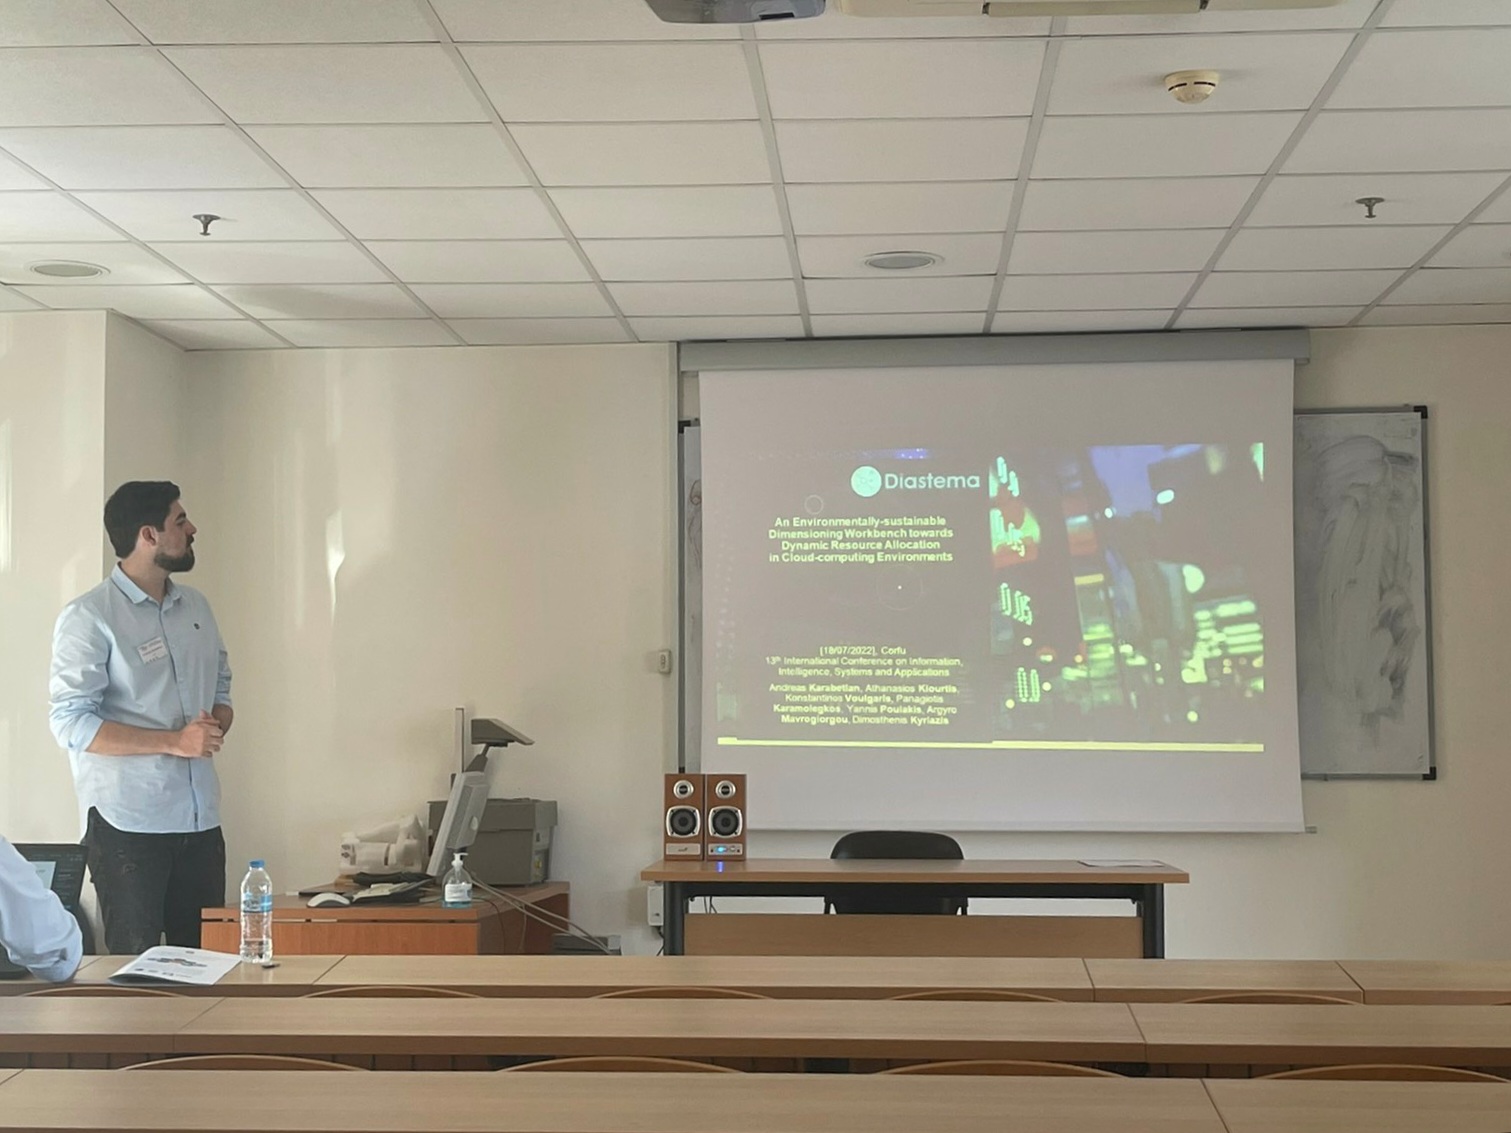 Diastema
An Environmentally-sustainable
Dimensioning Workbench towards
Dynamic Resource Allocation
in Cloud-computing Environments
[18/07/2022], Corfu
13th International Conference on Information,
Intelligence, Systems and Applications
Andreas Karabetian, Athanasios Kiourtis,
Konstantinos Voulgaris, Panagiotis
Karamolegkos, Yannis Poulakis, Argyro
Mavrogiorgou, Dimosthenis Kyriazis
0.05